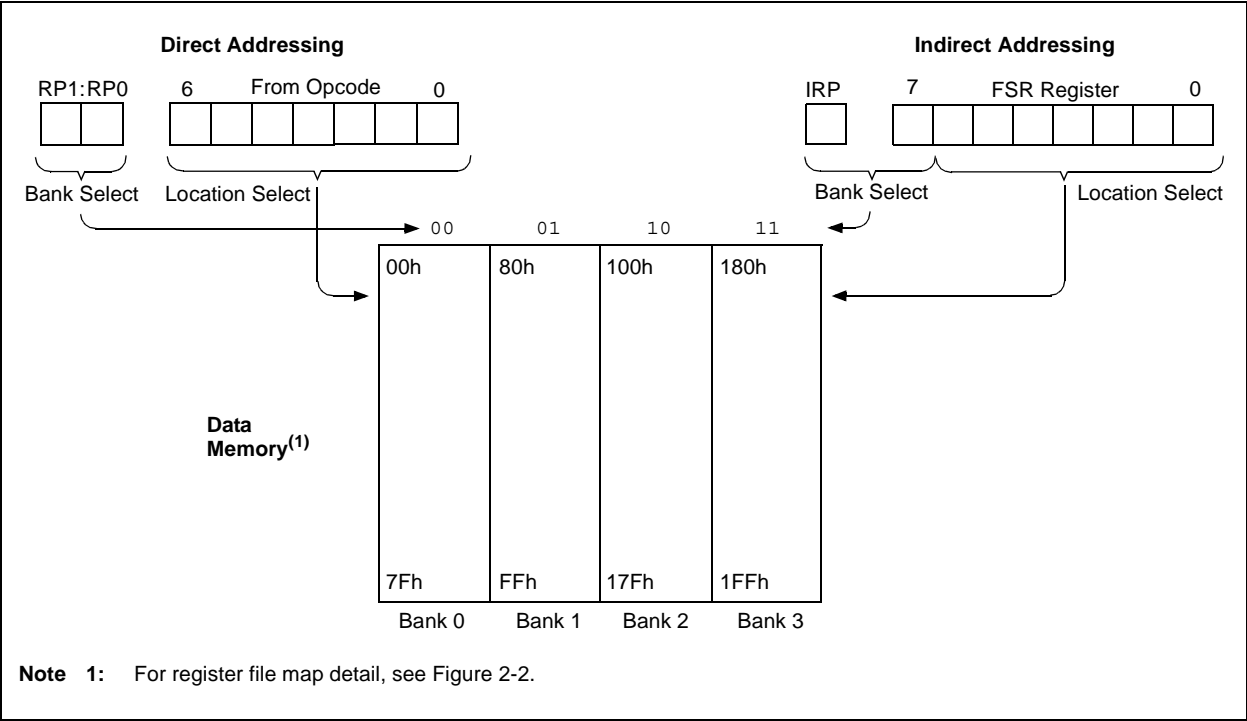 Direct Addressing Indirect Addressing
RP1:RP0 6 From Opcode 0 IRP 7 FSR Register 0
Bank Select Location Select Bank Select Location Select
00 01 10 11
00h 80h 100h 180h
Data
Memory(1)
7Fh FFh 17Fh 1FFh
Bank 0 Bank 1 Bank 2 Bank 3
Note 1: For register file map detail, see Figure 2-2.